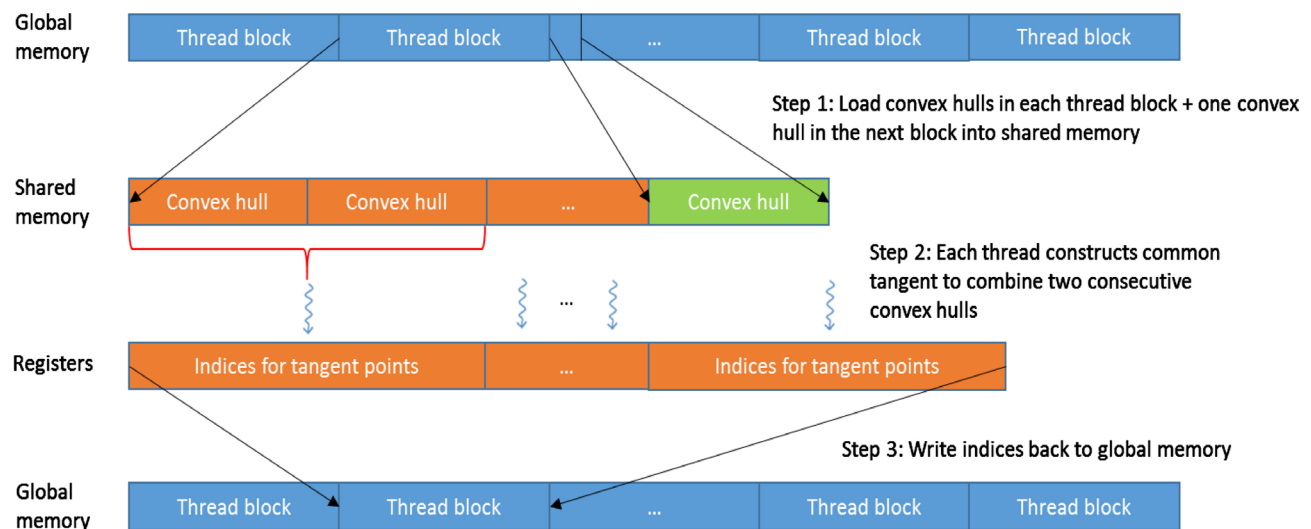 Global
memory
Thread block
Thread block
...
Thread block
Thread block
Step 1: Load convex hulls in each thread block + one convex
hull in the next block into shared memory
Shared
memory
Convex hull
Convex hull
...
Convex hull
Step 2: Each thread constructs common
tangent to combine two consecutive
convex hulls
...
Registers
Indices for tangent points
...
Indices for tangent points
Step 3: Write indices back to global memory
Global
memory
Thread block
Thread block
...
Thread block
Thread block